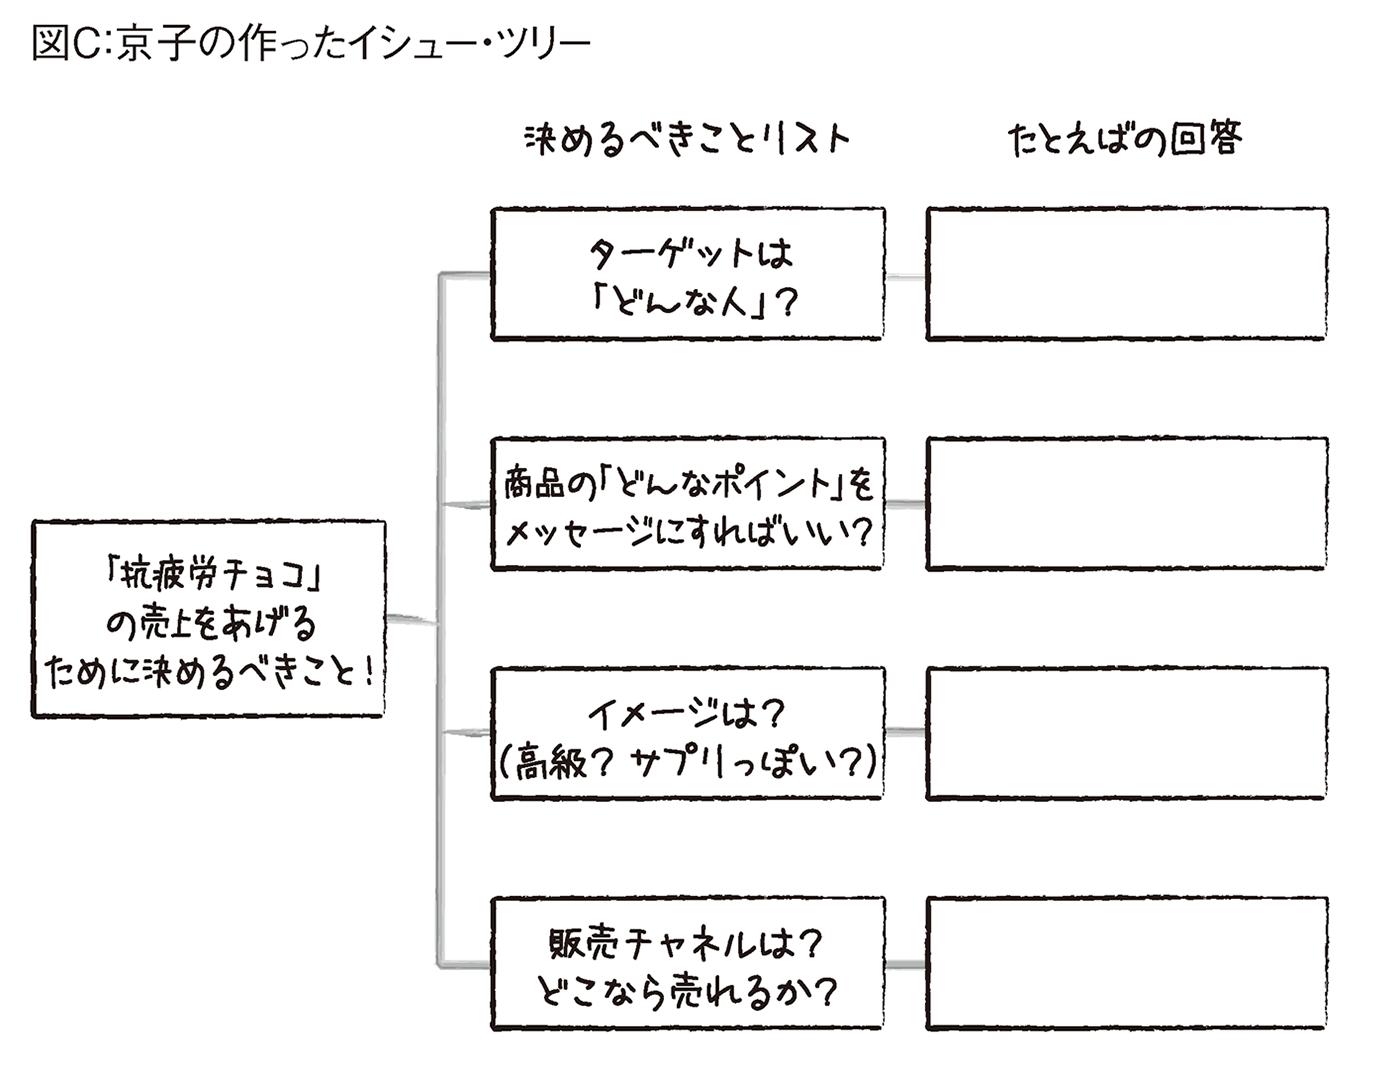 図C:京子の作ったイシュー・ツリー
決めるべきことリスト
たとえばの回答
ターゲットは
「どんな人」?
商品の「どんなポイント」を
メッセージにすればいい?
「抗疲労チョコ」
の売上をあげる
ために決めるべきこと!
イメージは?
(高級? サプリっぽい?)
販売チャネルは?
どこなら売れるか?